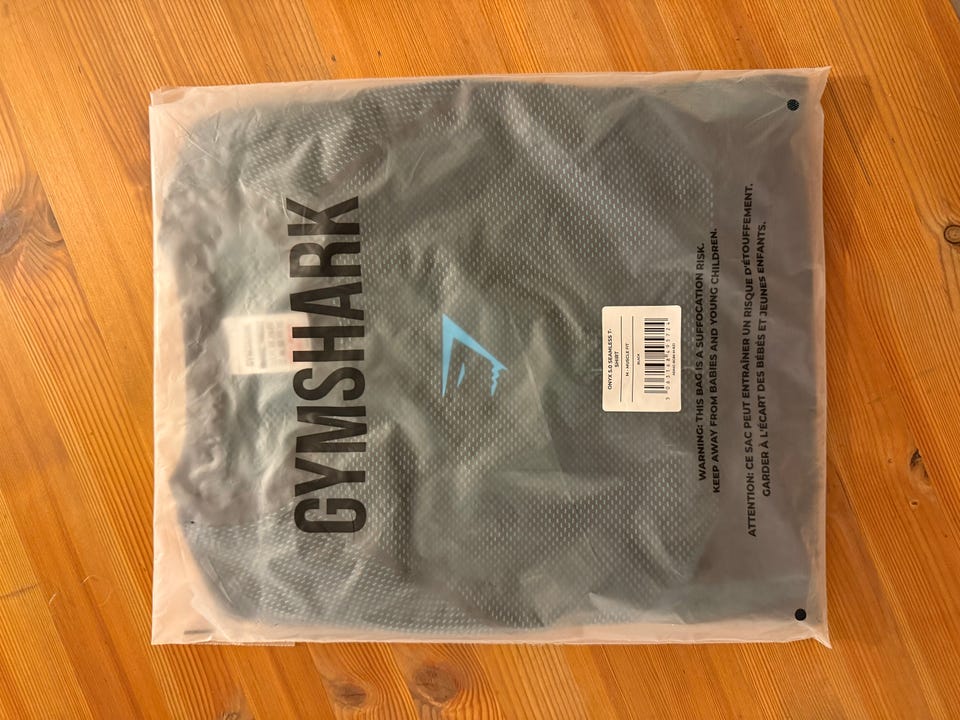 GYMSHARK
ONYX 5.0 SEAMLESS T-
SHIRT
M - MUSCLE FIT
BLACK
WARNING: THIS BAG IS A SUFFOCATION RISK.
KEEP AWAY FROM BABIES AND YOUNG CHILDREN.
ATTENTION: CE SAC PEUT ENTRAÎNER UN RISQUE D'ÉTOUFFEMENT.
GARDER À L'ÉCART DES BÉBÉS ET JEUNES ENFANTS.